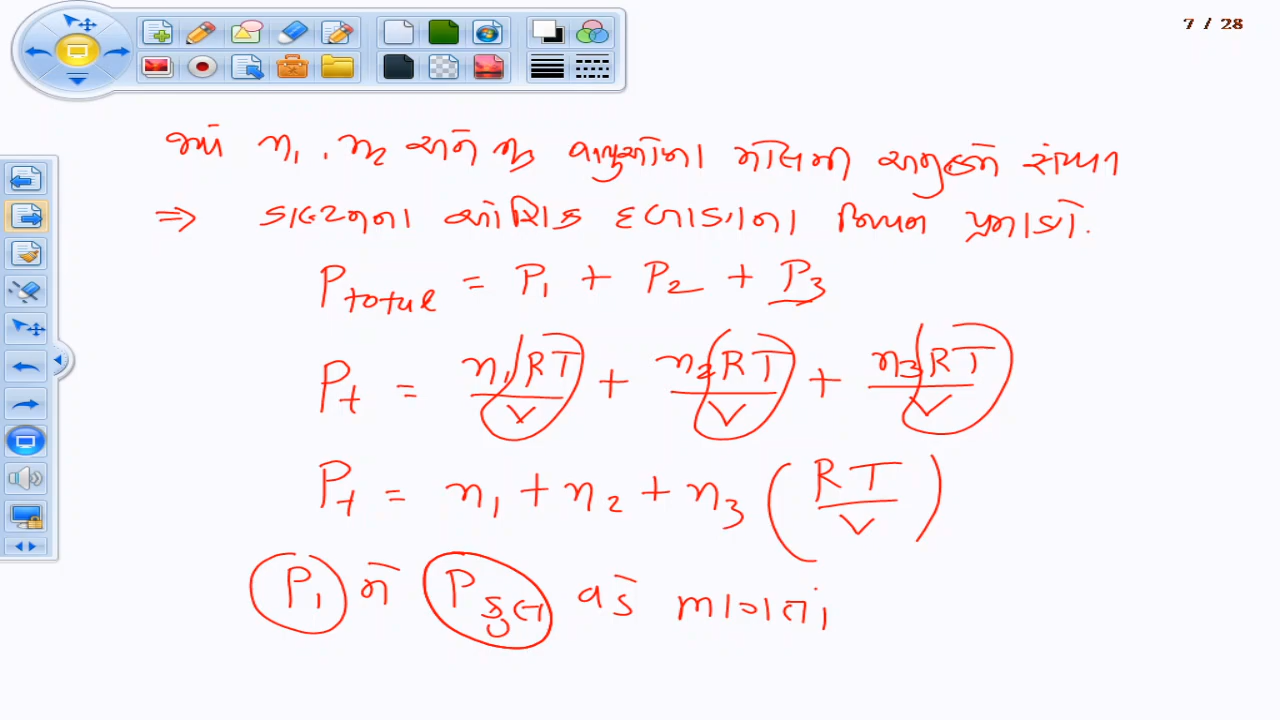 7 / 28
જ્યાં n₁, n₂ અને n₃ વાયુઓના મોલની અનુક્રમે સંખ્યા
⇒ ડાલ્ટનના આંશિક દબાણના નિયમ પ્રમાણે.
P_total = P₁ + P₂ + P₃
P_t = n₁RT/V + n₂RT/V + n₃RT/V
P_t = n₁ + n₂ + n₃ (RT/V)
P₁ ને P_કુલ વડે ભાગતાં